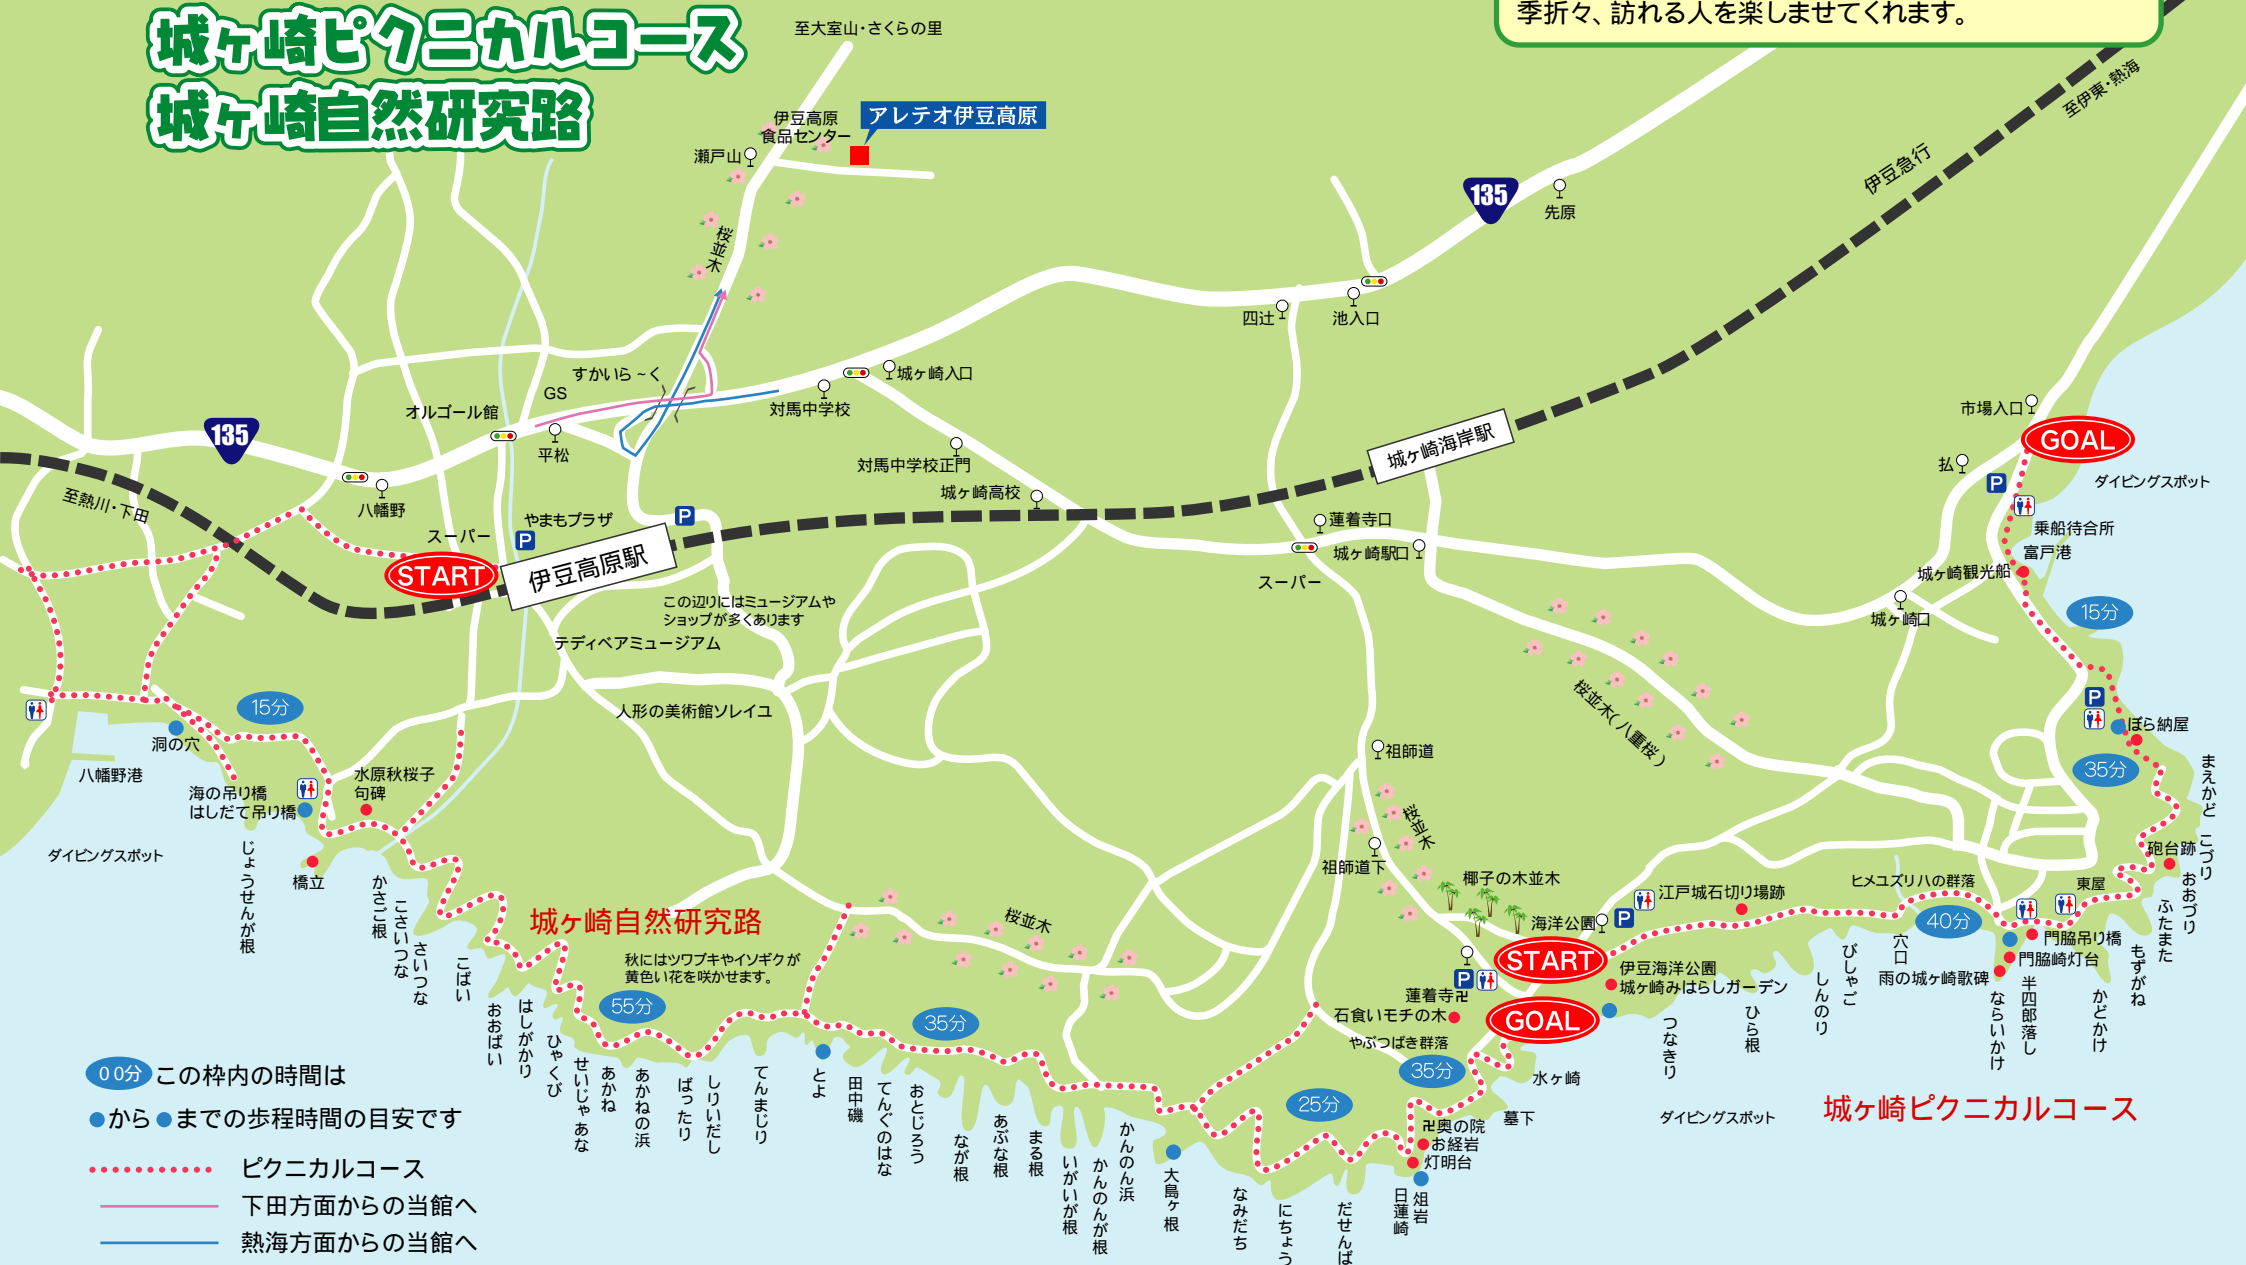 城ヶ崎ピクニカルコース
城ヶ崎自然研究路
季折々、訪れる人を楽しませてくれます。
至大室山・さくらの里
伊豆高原
食品センター
アレテオ伊豆高原
瀬戸山
桜並木
135
先原
伊豆急行
至伊東・熱海
四辻
池入口
すかいら～く
GS
オルゴール館
城ヶ崎入口
対馬中学校
平松
135
八幡野
至熱川・下田
対馬中学校正門
城ヶ崎高校
城ヶ崎海岸駅
市場入口
GOAL
払
P
ダイビングスポット
乗船待合所
富戸港
城ヶ崎観光船
15分
城ヶ崎口
スーパー
やまもプラザ
P
P
START
伊豆高原駅
蓮着寺口
城ヶ崎駅口
スーパー
この辺りにはミュージアムや
ショップが多くあります
テディベアミュージアム
人形の美術館ソレイユ
桜並木(八重桜)
15分
洞の穴
八幡野港
海の吊り橋
はしだて吊り橋
水原秋桜子
句碑
ダイビングスポット
橋立
じょうせんが根
かさご根
こさいつな
さいつな
こばい
おおばい
はしがかり
ひゃくび
せいじゃあな
あかね
あかねの浜
ばったり
しりいだし
てんまじり
とよ
田中磯
てんぐのはな
おとじろう
なが根
あぶな根
まる根
いがいが根
かんのんが根
かんのん浜
大島ヶ根
なみだち
にちょう
だせんば
日蓮崎
俎岩
城ヶ崎自然研究路
秋にはツワブキやイソギクが
黄色い花を咲かせます。
55分
35分
桜並木
25分
35分
祖師道
桜並木
祖師道下
椰子の木並木
海洋公園
P
START
P
蓮着寺卍
石食いモチの木
GOAL
やぶつばき群落
水ヶ崎
墓下
卍奥の院
お経岩
灯明台
伊豆海洋公園
城ヶ崎みはらしガーデン
江戸城石切り場跡
ダイビングスポット
つなきり
ひら根
しんのり
びしゃご
穴口
ヒメユズリハの群落
40分
雨の城ヶ崎歌碑
門脇吊り橋
門脇崎灯台
東屋
ならいかけ
半四郎落し
かどかけ
もずがね
ふたまた
おおづり
こづり
まえかど
砲台跡
P
ぼら納屋
35分
城ヶ崎ピクニカルコース
00分 この枠内の時間は
●から●までの歩程時間の目安です
ピクニカルコース
下田方面からの当館へ
熱海方面からの当館へ